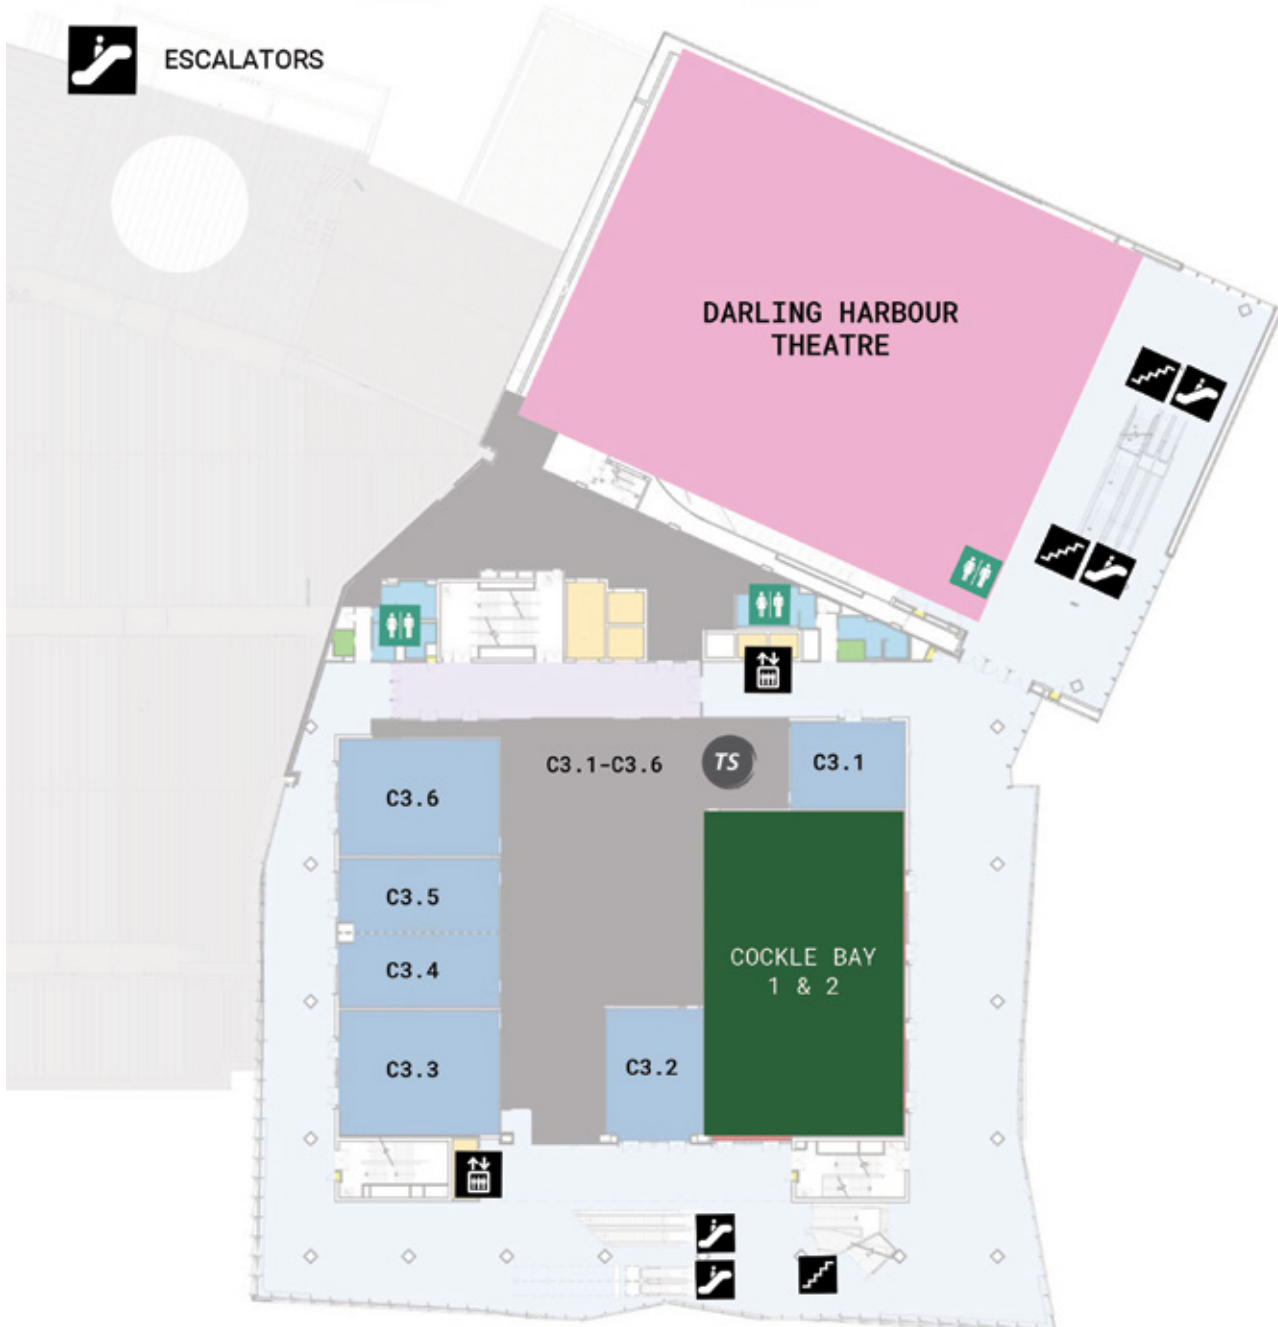 ESCALATORS
DARLING HARBOUR
THEATRE
C3.1-C3.6
TS
C3.1
C3.6
C3.5
C3.4
COCKLE BAY
1 & 2
C3.3
C3.2